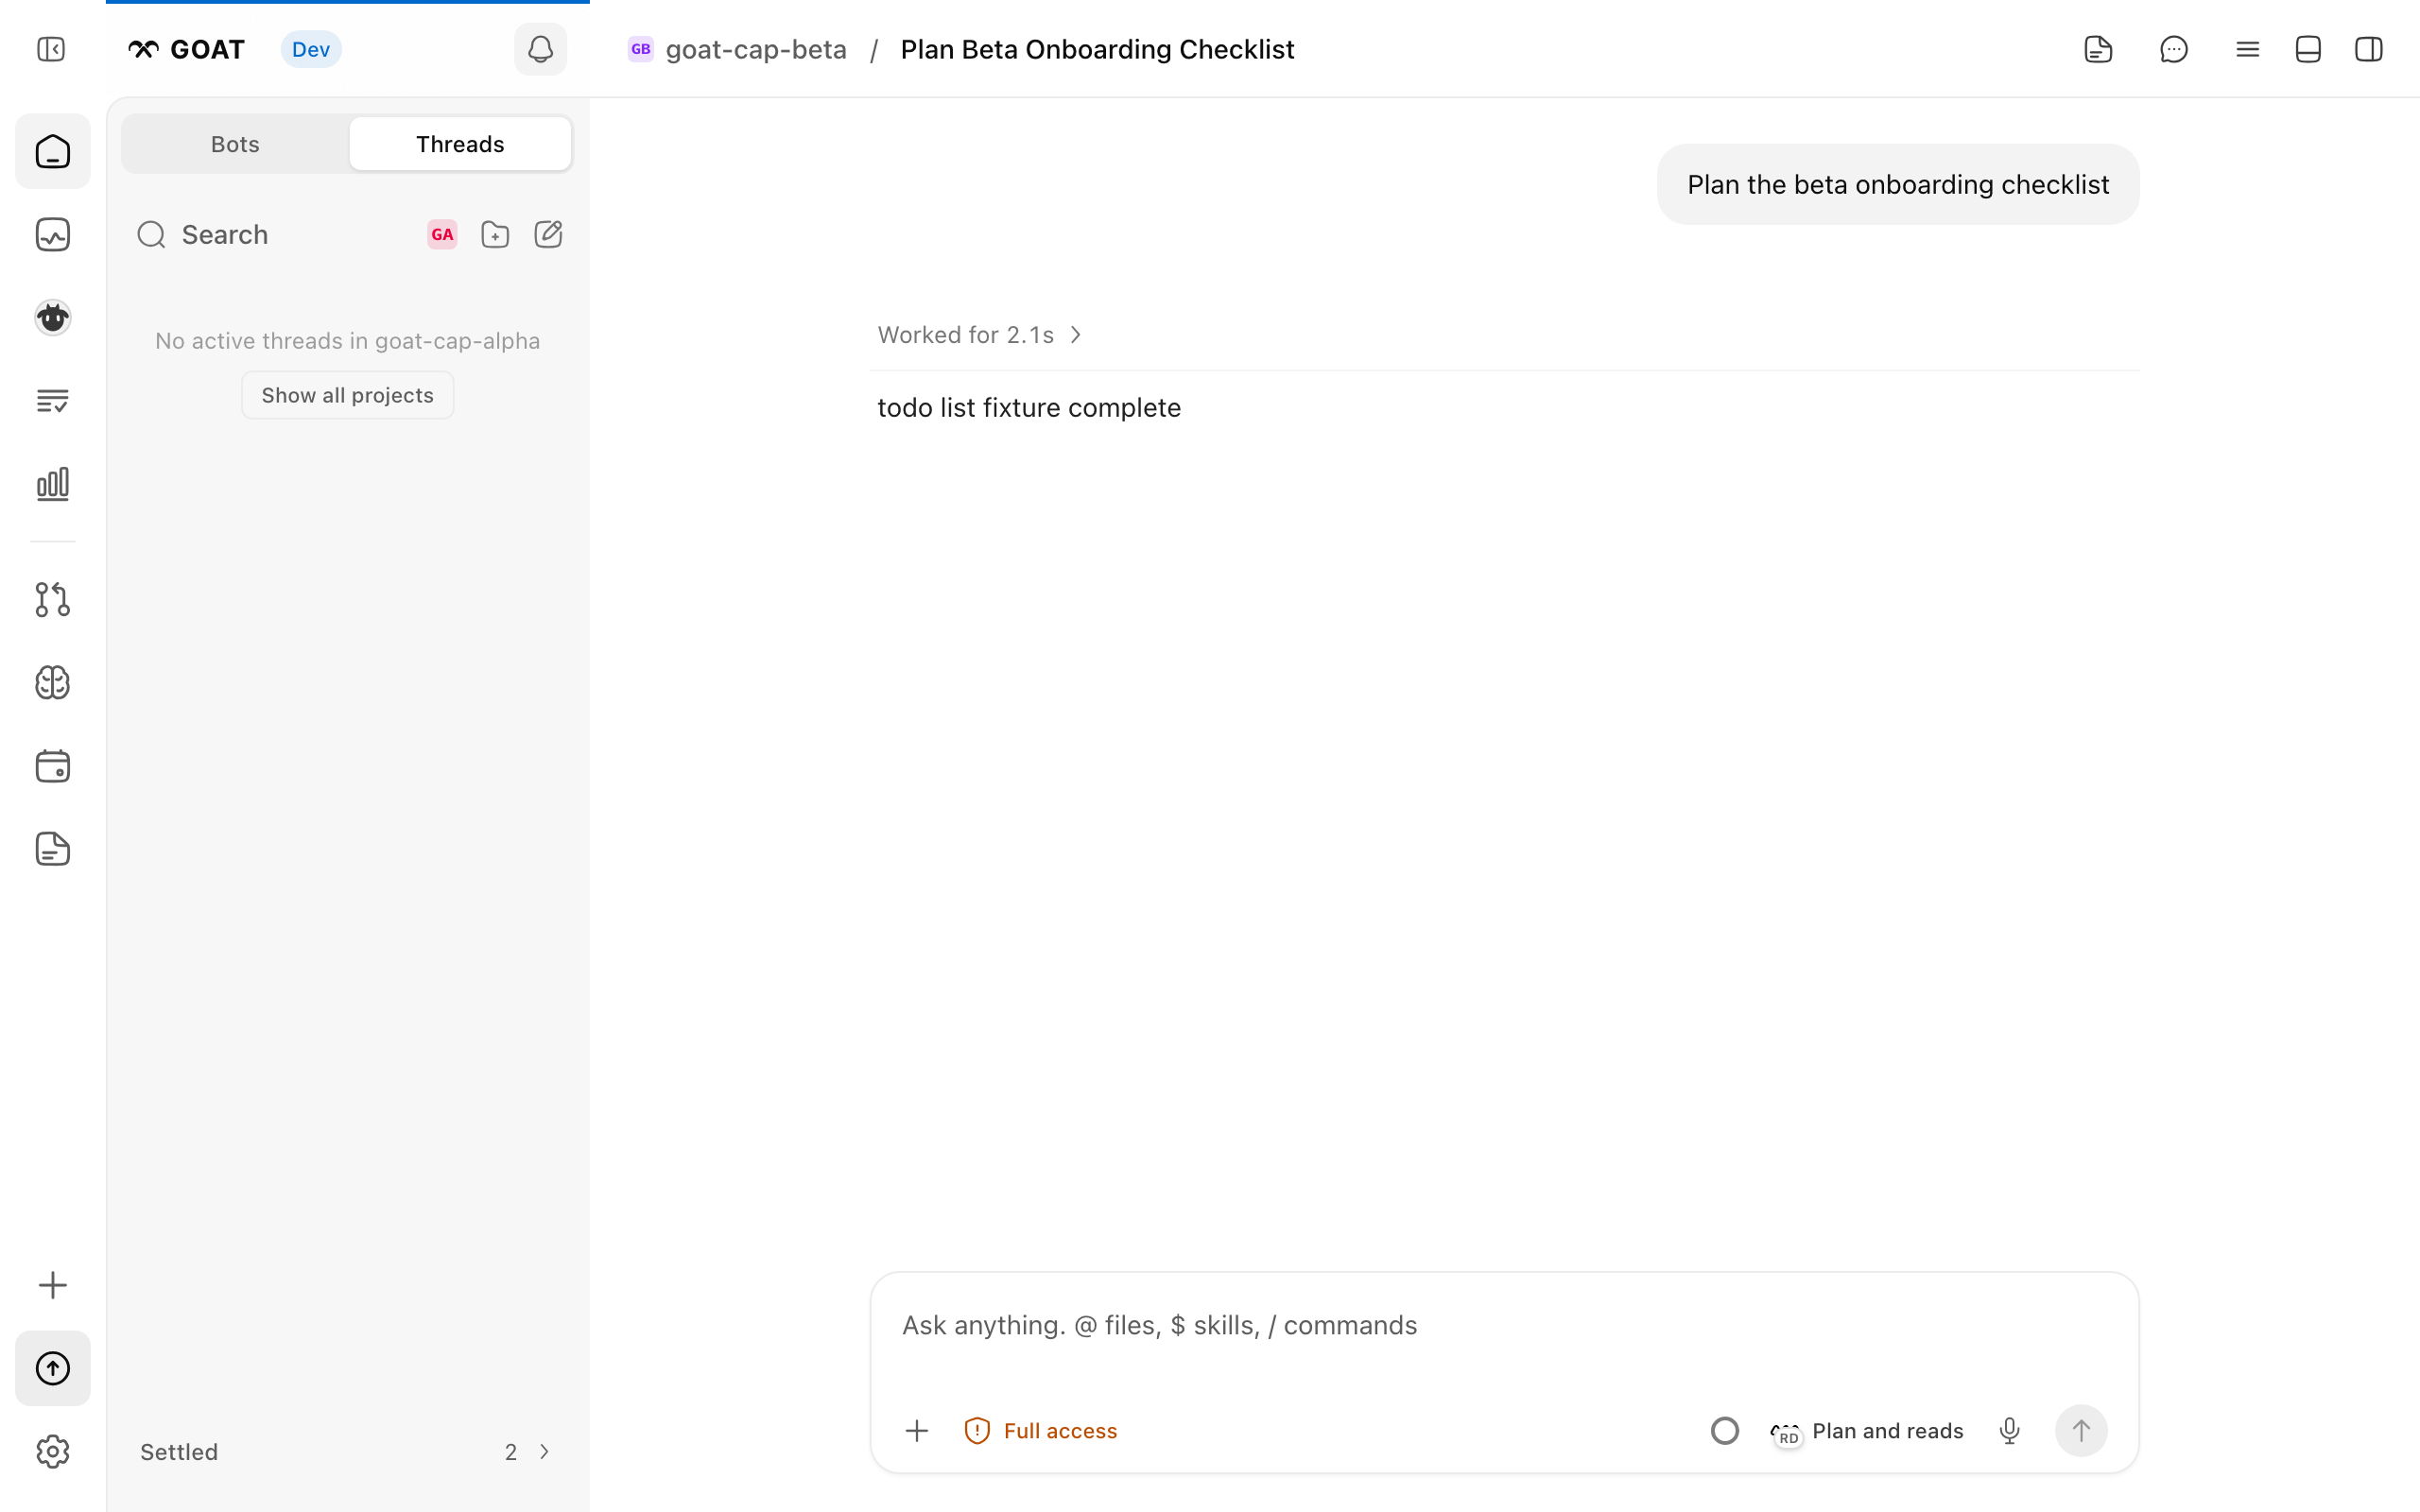 GOAT
Dev
GB
goat-cap-beta / Plan Beta Onboarding Checklist
Bots
Threads
Search
GA
No active threads in goat-cap-alpha
Show all projects
Plan the beta onboarding checklist
Worked for 2.1s
todo list fixture complete
Ask anything. @ files, $ skills, / commands
Full access
RD
Plan and reads
Settled
2